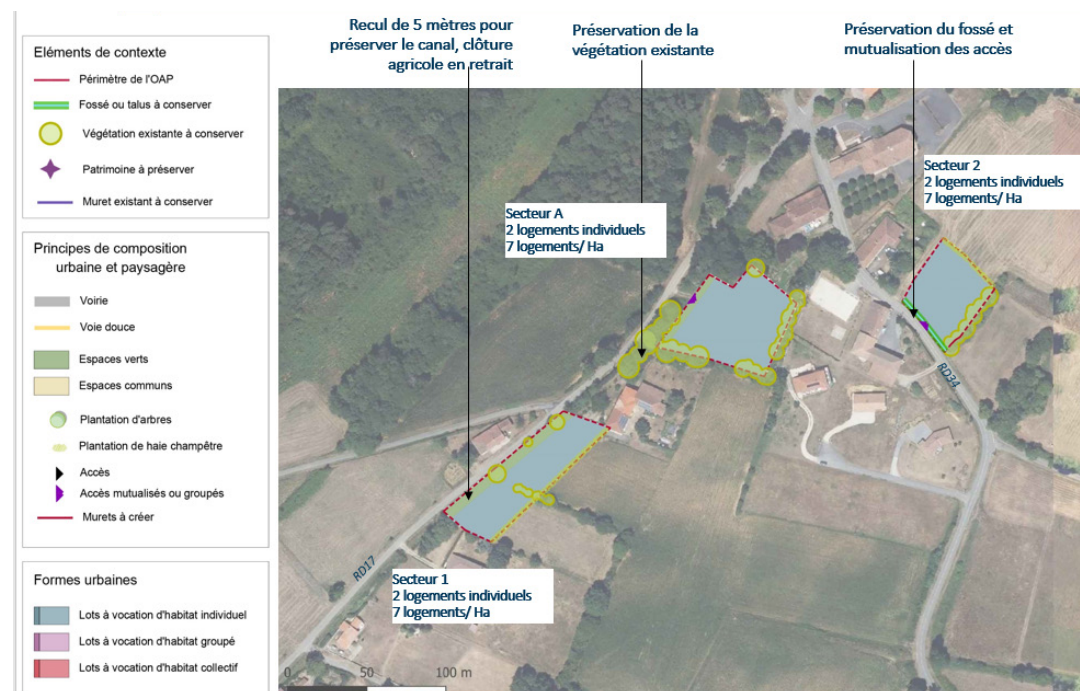 Recul de 5 mètres pour
préserver le canal, clôture
agricole en retrait
Préservation de la
végétation existante
Préservation du fossé et
mutualisation des accès
Eléments de contexte
Périmètre de l'OAP
Fossé ou talus à conserver
Végétation existante à conserver
Patrimoine à préserver
Muret existant à conserver
Principes de composition
urbaine et paysagère
Voirie
Voie douce
Espaces verts
Espaces communs
Plantation d'arbres
Plantation de haie champêtre
Accès
Accès mutualisés ou groupés
Murets à créer
Formes urbaines
Lots à vocation d'habitat individuel
Lots à vocation d'habitat groupé
Lots à vocation d'habitat collectif
Secteur 2
2 logements individuels
7 logements/ Ha
Secteur A
2 logements individuels
7 logements/ Ha
RD34
RD17
Secteur 1
2 logements individuels
7 logements/ Ha
0 50 100 m